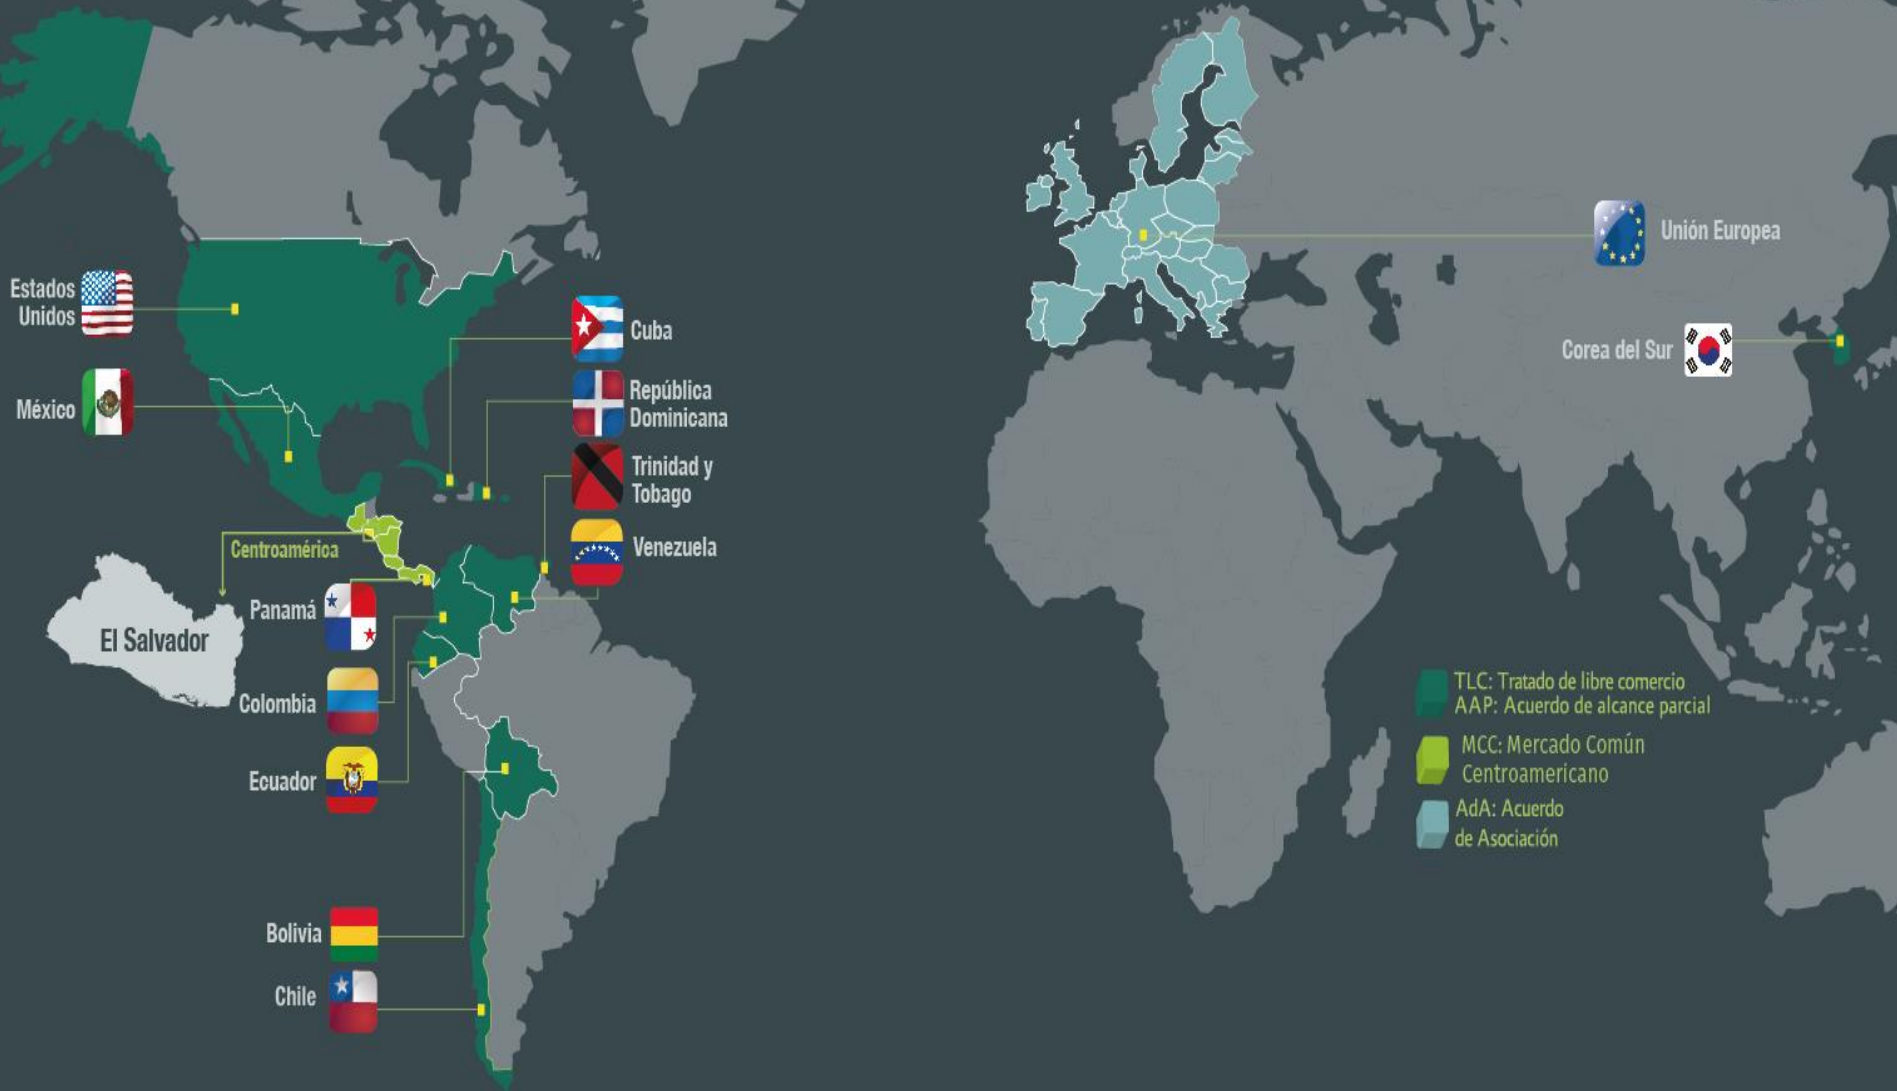 Estados
Unidos
México
Cuba
República
Dominicana
Trinidad y
Tobago
Venezuela
Centroamérica
El Salvador
Panamá
Colombia
Ecuador
Bolivia
Chile
Unión Europea
Corea del Sur
TLC: Tratado de libre comercio
AAP: Acuerdo de alcance parcial
MCC: Mercado Común
Centroamericano
AdA: Acuerdo
de Asociación